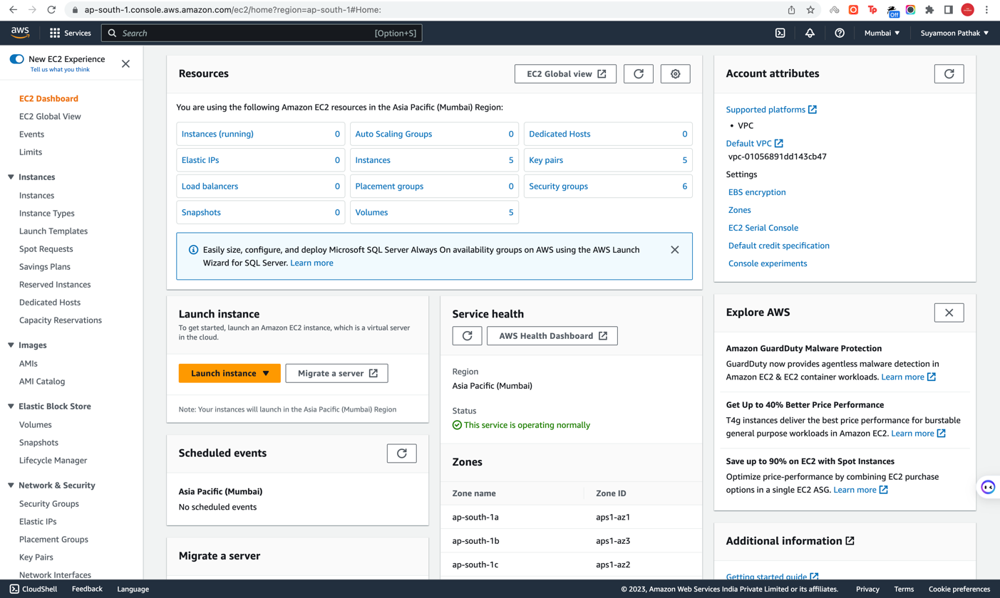 ap-south-1.console.aws.amazon.com/ec2/home?region=ap-south-1#Home:
Tp
Off
aws
Services
Search
[Option+S]
Mumbai
Suyamoon Pathak
New EC2 Experience
Tell us what you think
EC2 Dashboard
EC2 Global View
Events
Limits
Instances
Instances
Instance Types
Launch Templates
Spot Requests
Savings Plans
Reserved Instances
Dedicated Hosts
Capacity Reservations
Images
AMIs
AMI Catalog
Elastic Block Store
Volumes
Snapshots
Lifecycle Manager
Network & Security
Security Groups
Elastic IPs
Placement Groups
Key Pairs
Network Interfaces
Resources
EC2 Global view
You are using the following Amazon EC2 resources in the Asia Pacific (Mumbai) Region:
Instances (running) 0
Auto Scaling Groups 0
Dedicated Hosts 0
Elastic IPs 0
Instances 5
Key pairs 5
Load balancers 0
Placement groups 0
Security groups 6
Snapshots 0
Volumes 5
Easily size, configure, and deploy Microsoft SQL Server Always On availability groups on AWS using the AWS Launch
Wizard for SQL Server. Learn more
Launch instance
To get started, launch an Amazon EC2 instance, which is a virtual server
in the cloud.
Launch instance
Migrate a server
Note: Your instances will launch in the Asia Pacific (Mumbai) Region
Scheduled events
Asia Pacific (Mumbai)
No scheduled events
Migrate a server
Service health
AWS Health Dashboard
Region
Asia Pacific (Mumbai)
Status
This service is operating normally
Zones
Zone name Zone ID
ap-south-1a aps1-az1
ap-south-1b aps1-az3
ap-south-1c aps1-az2
Account attributes
Supported platforms
• VPC
Default VPC
vpc-01056891dd143cb47
Settings
EBS encryption
Zones
EC2 Serial Console
Default credit specification
Console experiments
Explore AWS
Amazon GuardDuty Malware Protection
GuardDuty now provides agentless malware detection in
Amazon EC2 & EC2 container workloads. Learn more
Get Up to 40% Better Price Performance
T4g instances deliver the best price performance for burstable
general purpose workloads in Amazon EC2. Learn more
Save up to 90% on EC2 with Spot Instances
Optimize price-performance by combining EC2 purchase
options in a single EC2 ASG. Learn more
Additional information
Getting started guide
CloudShell
Feedback
Language
© 2023, Amazon Web Services India Private Limited or its affiliates.
Privacy
Terms
Cookie preferences